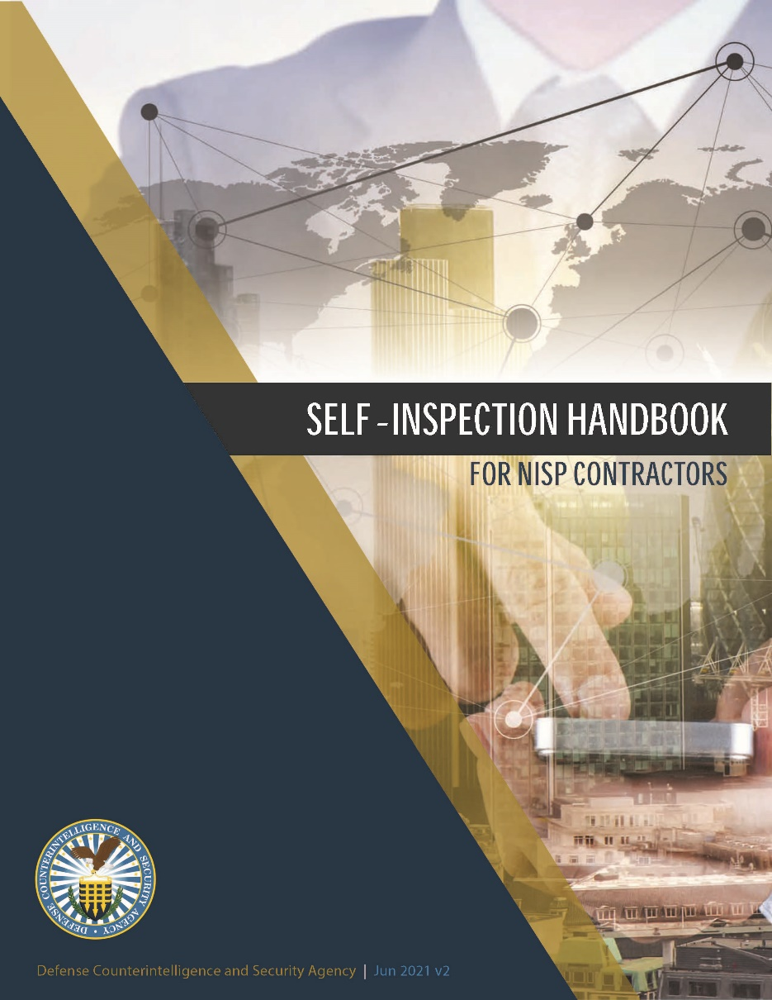 SELF-INSPECTION HANDBOOK
FOR NISP CONTRACTORS
DEFENSE COUNTERINTELLIGENCE AND SECURITY AGENCY
Defense Counterintelligence and Security Agency | Jun 2021 v2